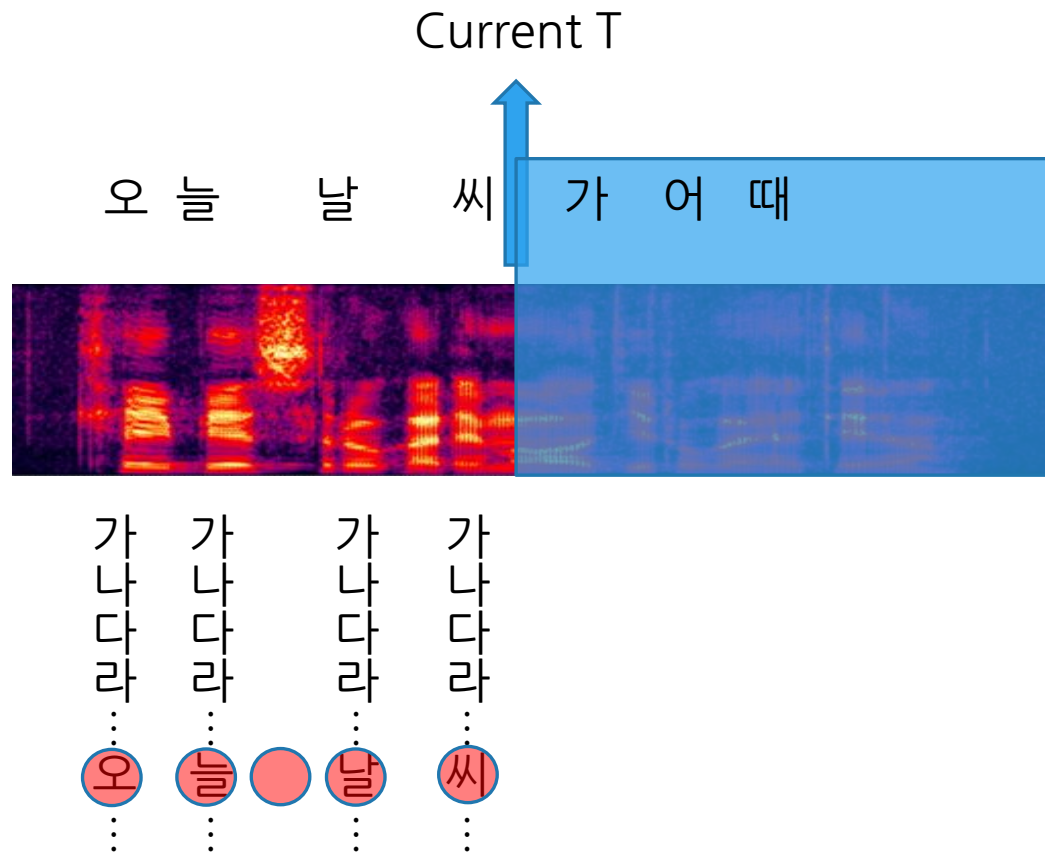 Current T
오 늘 날 씨 가 어 때
가 가 가 가
나 나 나 나
다 다 다 다
라 라 라 라
⋮ ⋮ ⋮ ⋮
오 늘 날 씨
⋮ ⋮ ⋮ ⋮